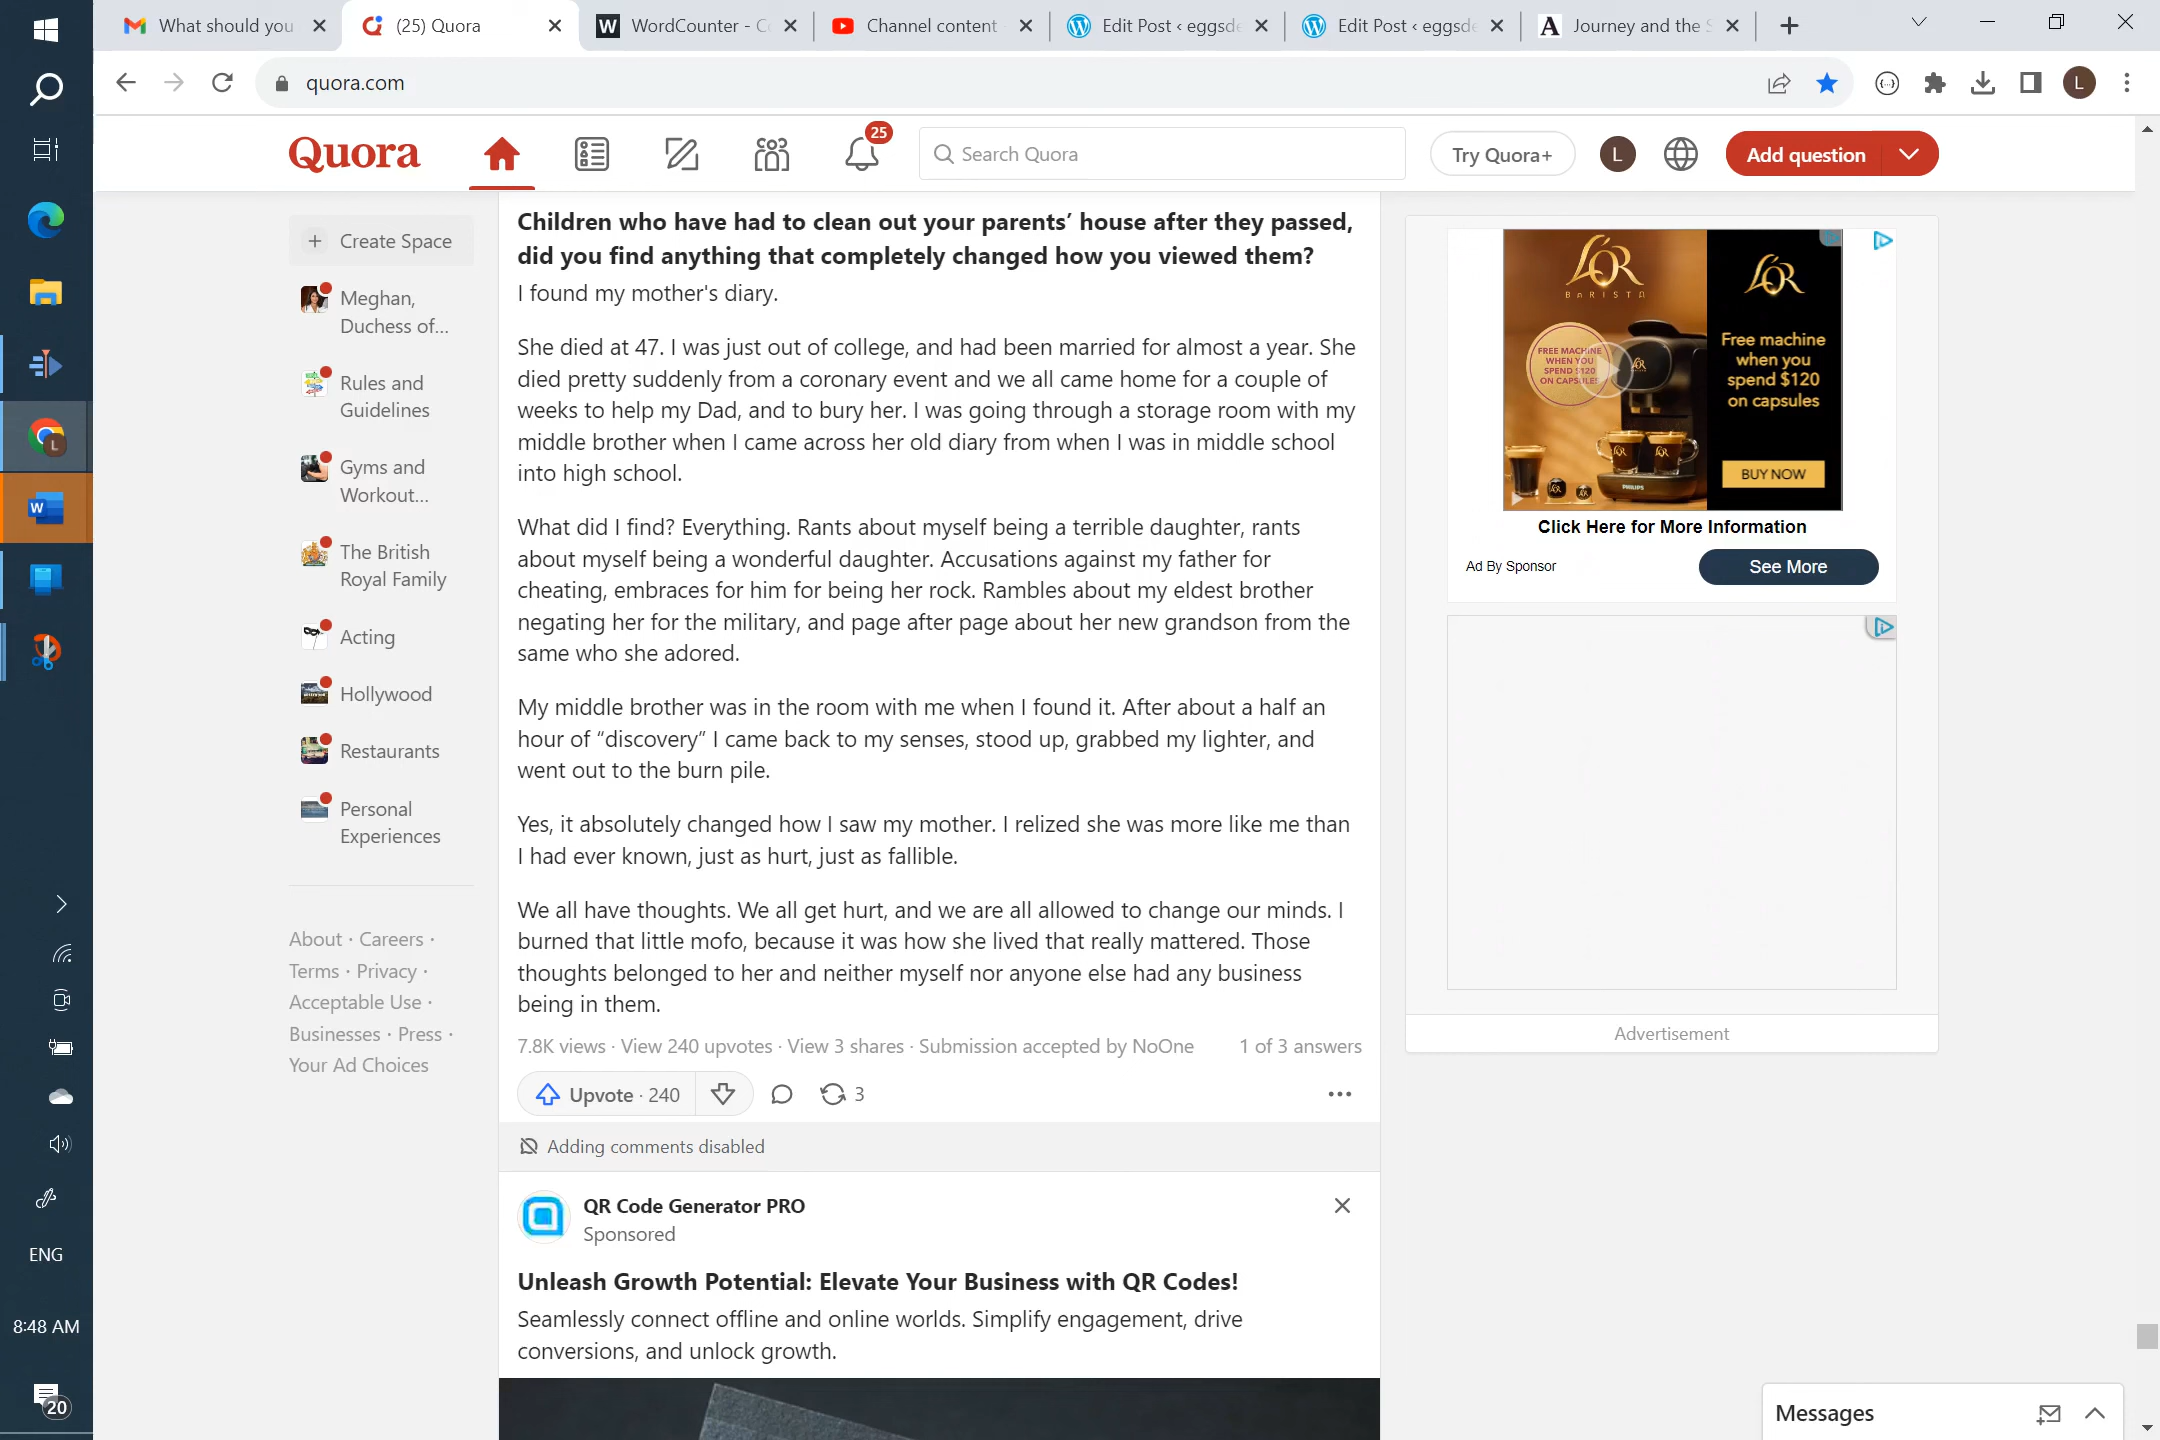 What should you
(25) Quora
WordCounter - Co
Channel content
Edit Post ‹ eggsde
Edit Post ‹ eggsde
Journey and the S
quora.com
L
Quora
25
Search Quora
Try Quora+
L
Add question
Create Space
Meghan,
Duchess of...
Rules and
Guidelines
Gyms and
Workout...
The British
Royal Family
Acting
Hollywood
Restaurants
Personal
Experiences
About · Careers ·
Terms · Privacy ·
Acceptable Use ·
Businesses · Press ·
Your Ad Choices
Children who have had to clean out your parents’ house after they passed,
did you find anything that completely changed how you viewed them?
I found my mother's diary.
She died at 47. I was just out of college, and had been married for almost a year. She
died pretty suddenly from a coronary event and we all came home for a couple of
weeks to help my Dad, and to bury her. I was going through a storage room with my
middle brother when I came across her old diary from when I was in middle school
into high school.
What did I find? Everything. Rants about myself being a terrible daughter, rants
about myself being a wonderful daughter. Accusations against my father for
cheating, embraces for him for being her rock. Rambles about my eldest brother
negating her for the military, and page after page about her new grandson from the
same who she adored.
My middle brother was in the room with me when I found it. After about a half an
hour of “discovery” I came back to my senses, stood up, grabbed my lighter, and
went out to the burn pile.
Yes, it absolutely changed how I saw my mother. I relized she was more like me than
I had ever known, just as hurt, just as fallible.
We all have thoughts. We all get hurt, and we are all allowed to change our minds. I
burned that little mofo, because it was how she lived that really mattered. Those
thoughts belonged to her and neither myself nor anyone else had any business
being in them.
7.8K views · View 240 upvotes · View 3 shares · Submission accepted by NoOne
1 of 3 answers
Upvote · 240
3
Adding comments disabled
QR Code Generator PRO
Sponsored
Unleash Growth Potential: Elevate Your Business with QR Codes!
Seamlessly connect offline and online worlds. Simplify engagement, drive
conversions, and unlock growth.
L'OR
BARISTA
FREE MACHINE
WHEN YOU
SPEND $120
ON CAPSULES
L'OR
L'OR
L'OR
PHILIPS
L'OR
Free machine
when you
spend $120
on capsules
BUY NOW
Click Here for More Information
Ad By Sponsor
See More
Advertisement
Messages
L
W
ENG
8:48 AM
20